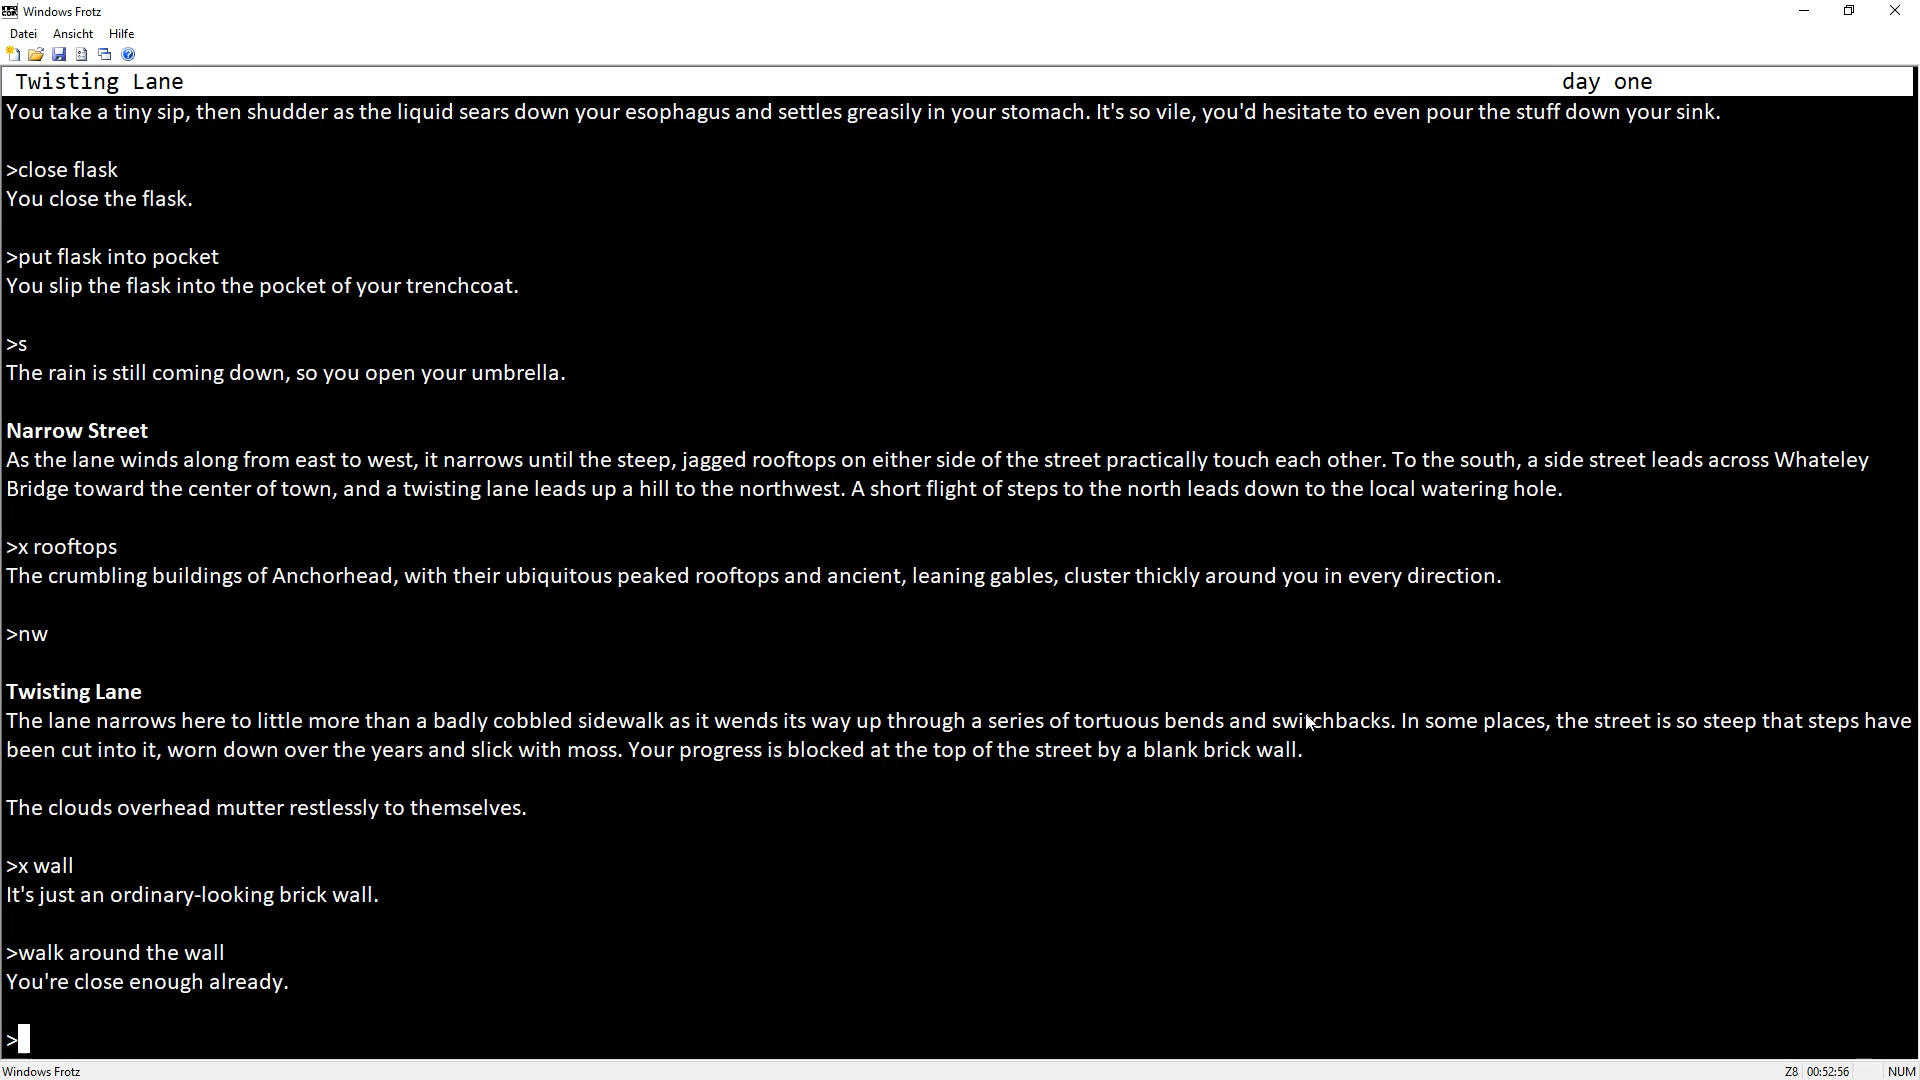 Windows Frotz
Datei Ansicht Hilfe
Twisting Lane day one
You take a tiny sip, then shudder as the liquid sears down your esophagus and settles greasily in your stomach. It's so vile, you'd hesitate to even pour the stuff down your sink.
>close flask
You close the flask.
>put flask into pocket
You slip the flask into the pocket of your trenchcoat.
>s
The rain is still coming down, so you open your umbrella.
Narrow Street
As the lane winds along from east to west, it narrows until the steep, jagged rooftops on either side of the street practically touch each other. To the south, a side street leads across Whateley
Bridge toward the center of town, and a twisting lane leads up a hill to the northwest. A short flight of steps to the north leads down to the local watering hole.
>x rooftops
The crumbling buildings of Anchorhead, with their ubiquitous peaked rooftops and ancient, leaning gables, cluster thickly around you in every direction.
>nw
Twisting Lane
The lane narrows here to little more than a badly cobbled sidewalk as it wends its way up through a series of tortuous bends and switchbacks. In some places, the street is so steep that steps have
been cut into it, worn down over the years and slick with moss. Your progress is blocked at the top of the street by a blank brick wall.
The clouds overhead mutter restlessly to themselves.
>x wall
It's just an ordinary-looking brick wall.
>walk around the wall
You're close enough already.
>
Windows Frotz Z8 00:52:56 NUM